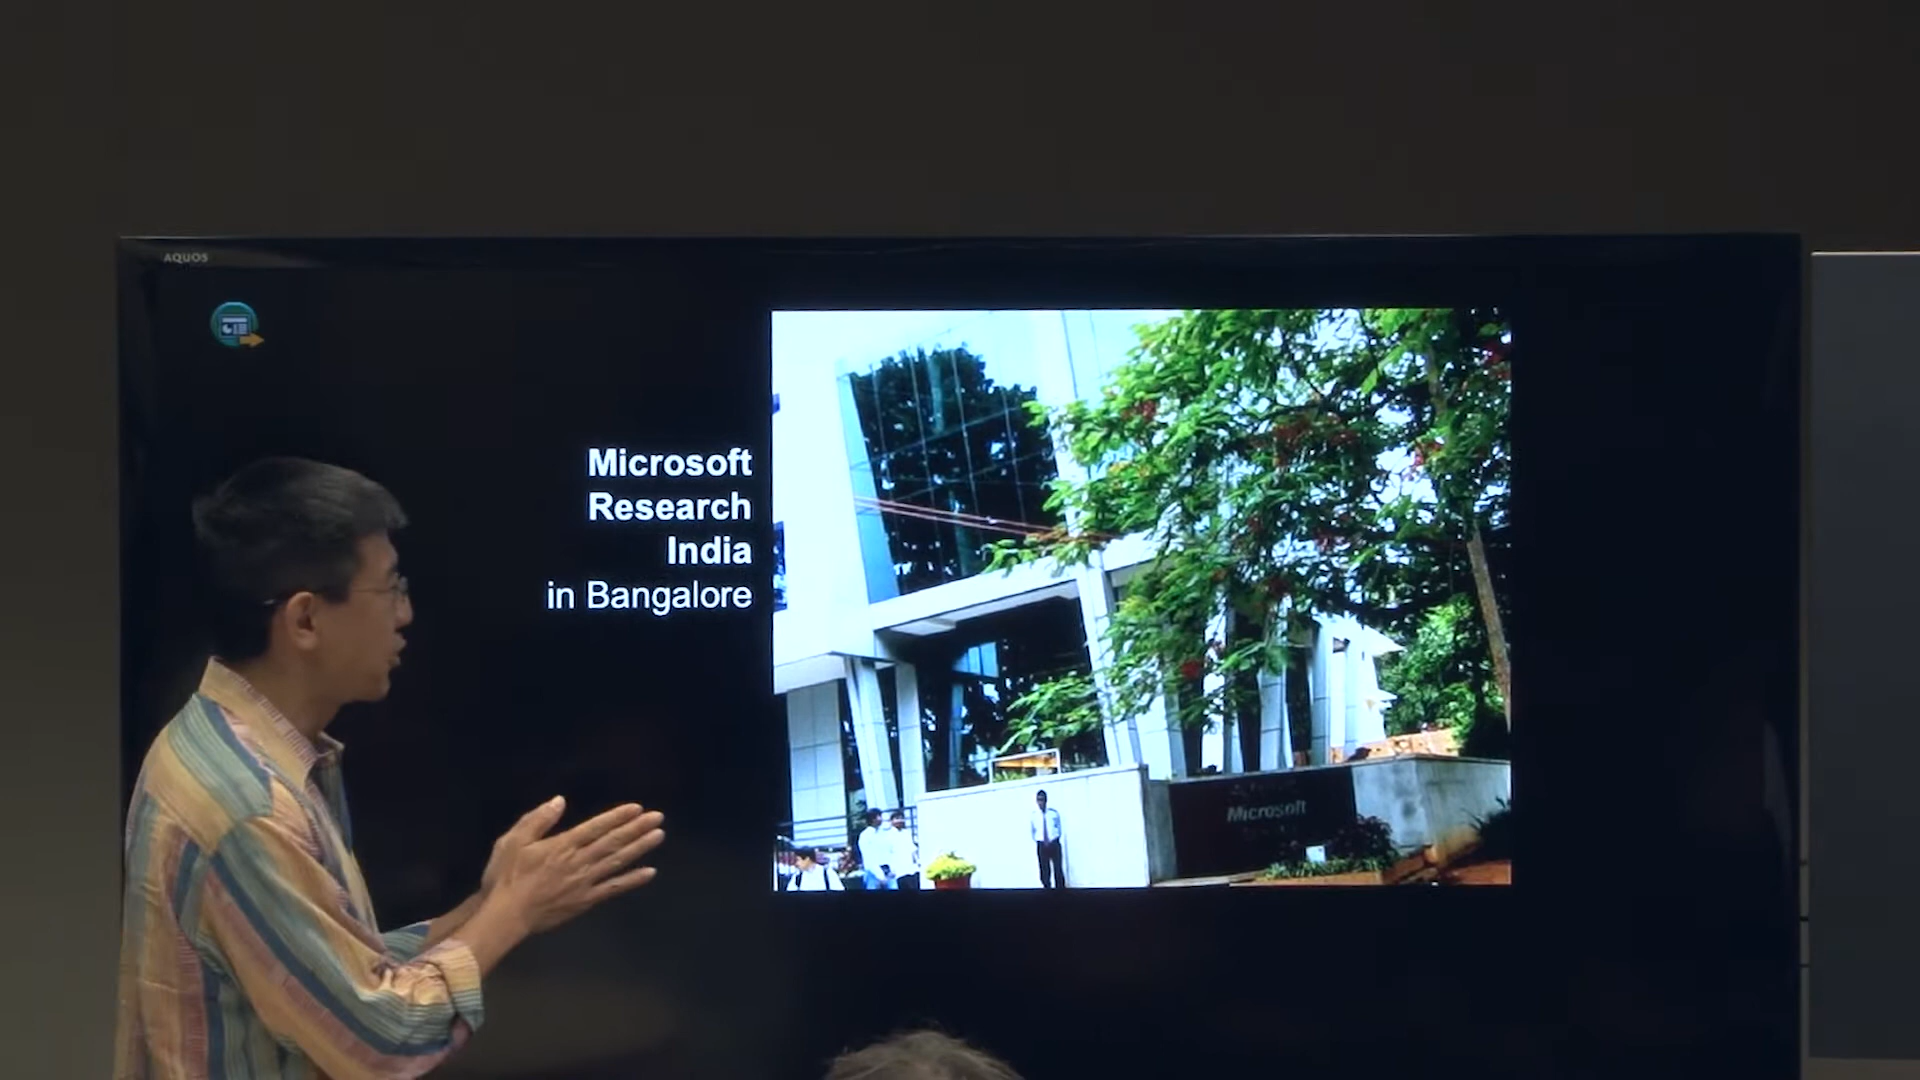 AQUOS
Microsoft
Research
India
in Bangalore
Microsoft